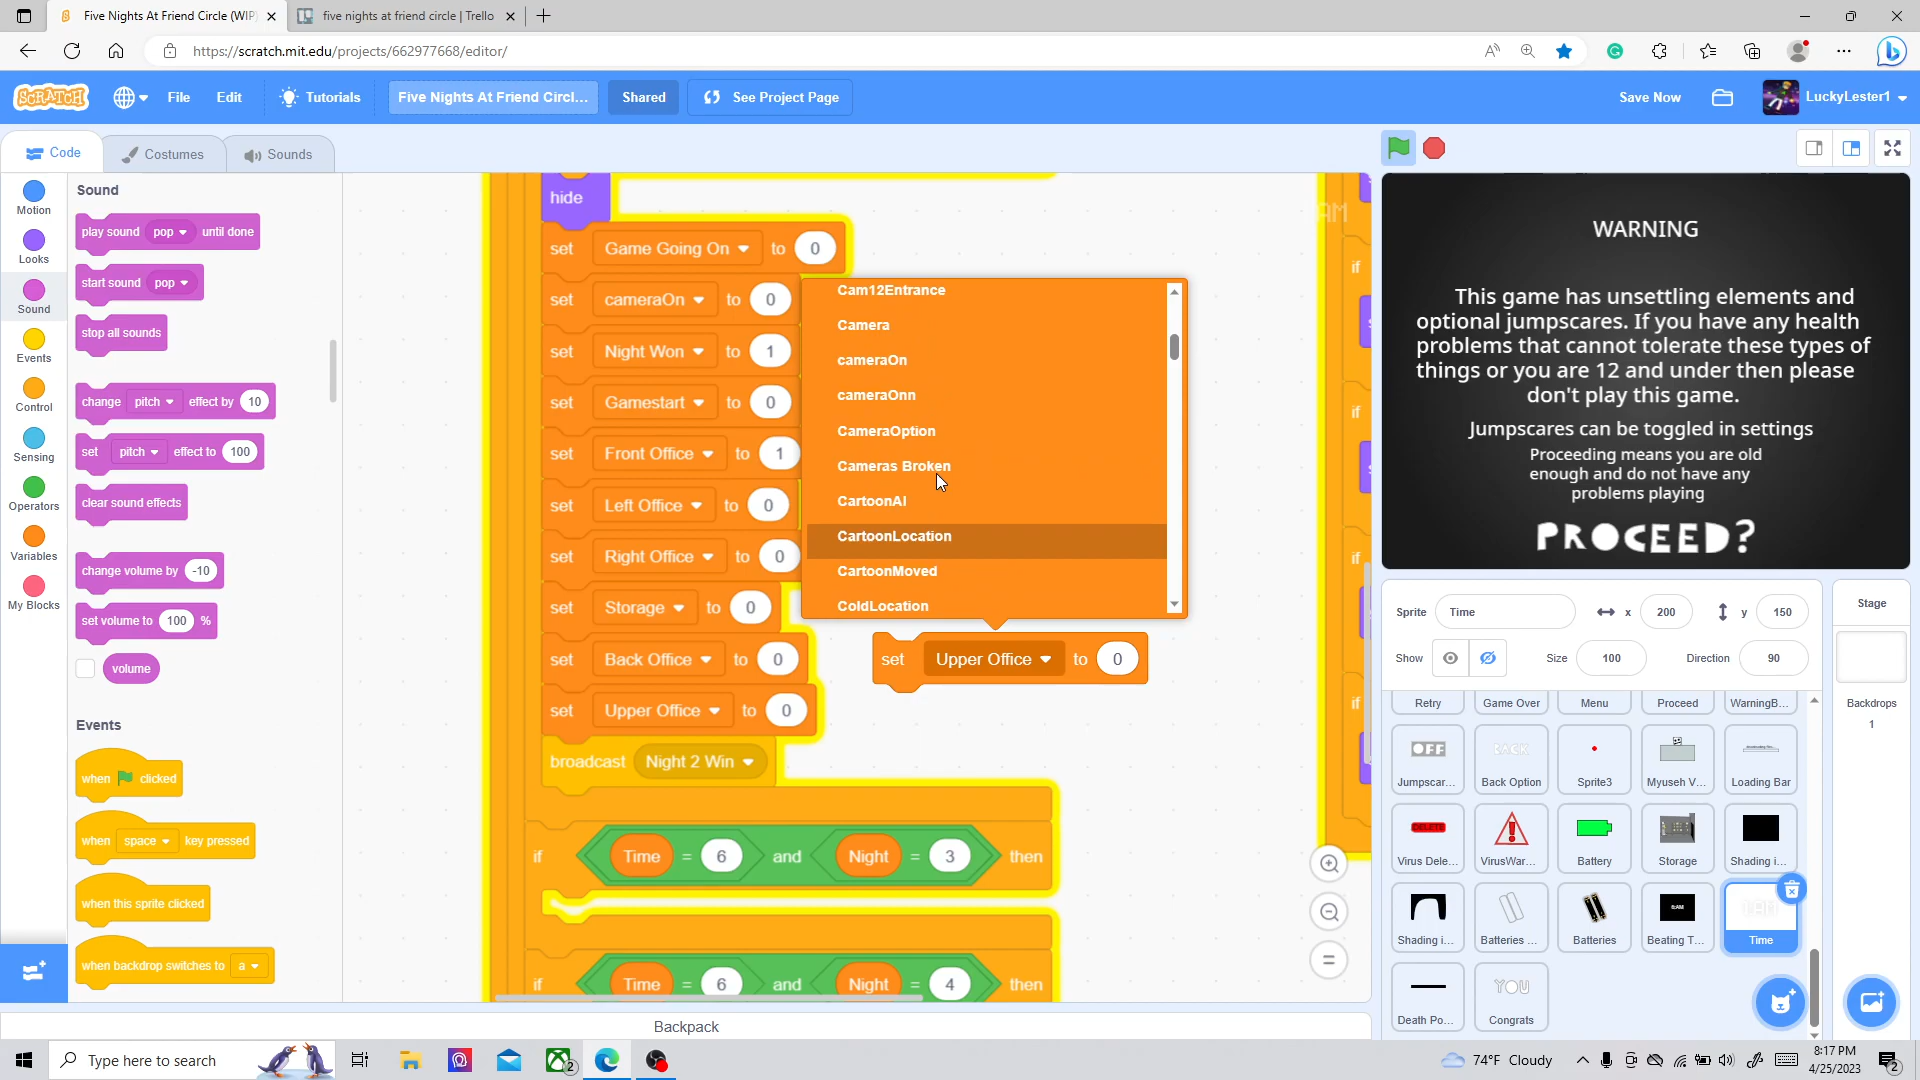 Five Nights At Friend Circle (WIP)
five nights at friend circle | Trello
https://scratch.mit.edu/projects/662977668/editor/
SCRATCH File Edit Tutorials Five Nights At Friend Circl... Shared See Project Page Save Now LuckyLester1
Code Costumes Sounds
Motion
Looks
Sound
Events
Control
Sensing
Operators
Variables
My Blocks
Sound
play sound pop until done
start sound pop
stop all sounds
change pitch effect by 10
set pitch effect to 100
clear sound effects
change volume by -10
set volume to 100 %
volume
Events
when clicked
when space key pressed
when this sprite clicked
when backdrop switches to a
hide
set Game Going On to 0
set cameraOn to 0
set Night Won to 1
set Gamestart to 0
set Front Office to 1
set Left Office to 0
set Right Office to 0
set Storage to 0
set Back Office to 0
set Upper Office to 0
broadcast Night 2 Win
if Time = 6 and Night = 3 then
if Time = 6 and Night = 4 then
Cam12Entrance
Camera
cameraOn
cameraOnn
CameraOption
Cameras Broken
CartoonAI
CartoonLocation
CartoonMoved
ColdLocation
set Upper Office to 0
AM
if
if
if
if
WARNING
This game has unsettling elements and
optional jumpscares. If you have any health
problems that cannot tolerate these types of
things or you are 12 and under then please
don't play this game.
Jumpscares can be toggled in settings
Proceeding means you are old
enough and do not have any
problems playing
PROCEED?
Sprite Time x 200 y 150
Show Size 100 Direction 90
Stage
Backdrops
1
Retry Game Over Menu Proceed WarningB...
OFF BACK
Jumpscar... Back Option Sprite3 Myuseh V... Loading Bar
DELETE
Virus Dele... VirusWar... Battery Storage Shading i...
6:AM
Shading i... Batteries ... Batteries Beating T... Time
YOU
Death Po... Congrats
Backpack
Type here to search
2
74°F Cloudy
8:17 PM
4/25/2023
2